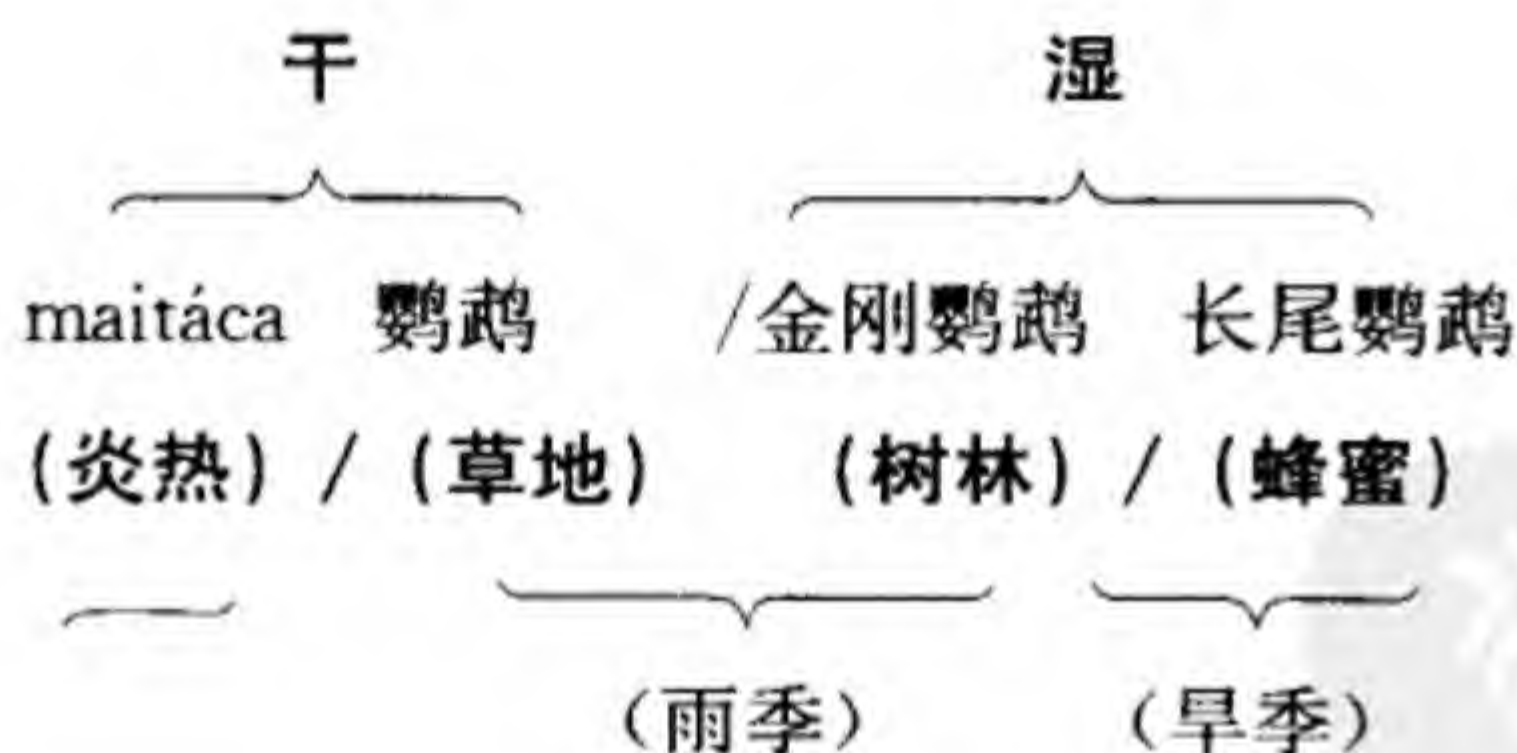 干 湿
maitáca 鹦鹉 /金刚鹦鹉 长尾鹦鹉
(炎热) / (草地) (树林) / (蜂蜜)
(雨季) (旱季)